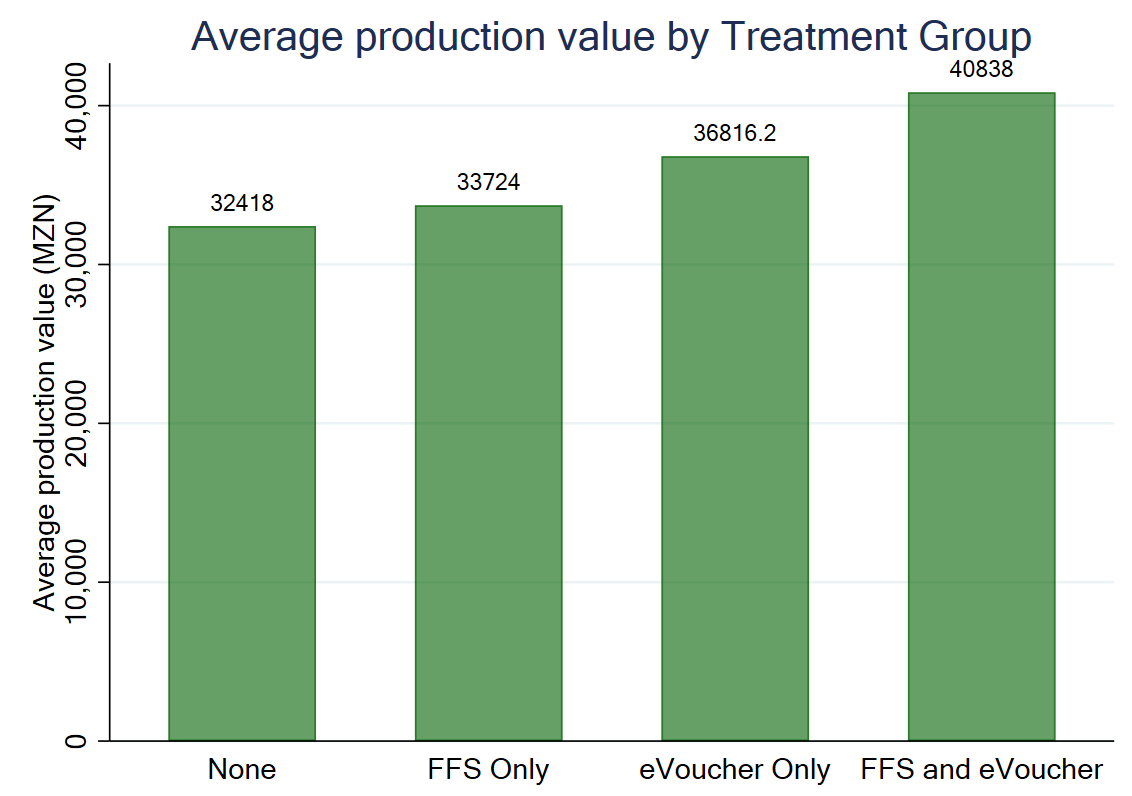 Average production value by Treatment Group
Average production value (MZN)
40,000
30,000
20,000
10,000
0
32418
33724
36816.2
40838
None
FFS Only
eVoucher Only
FFS and eVoucher